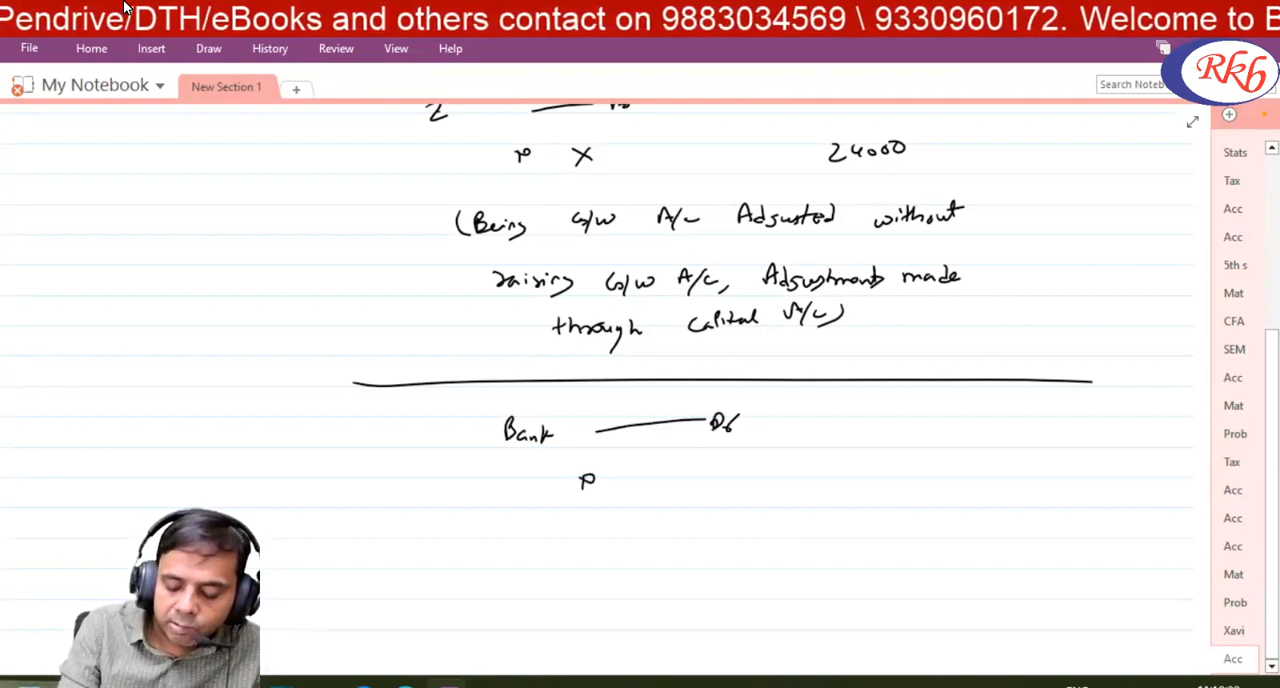 Pendrive/DTH/eBooks and others contact on 9883034569 \ 9330960172. Welcome to B
File Home Insert Draw History Review View Help
Rkb
My Notebook
New Section 1
+
Search Noteb
Z
P X 24000
(Being G/W A/C Adjusted without
raising G/W A/C, Adjustment made
through Capital A/C)
Bank Dr
P
Stats
Tax
Acc
Acc
5th s
Mat
CFA
SEM
Acc
Mat
Prob
Tax
Acc
Acc
Acc
Mat
Prob
Xavi
Acc